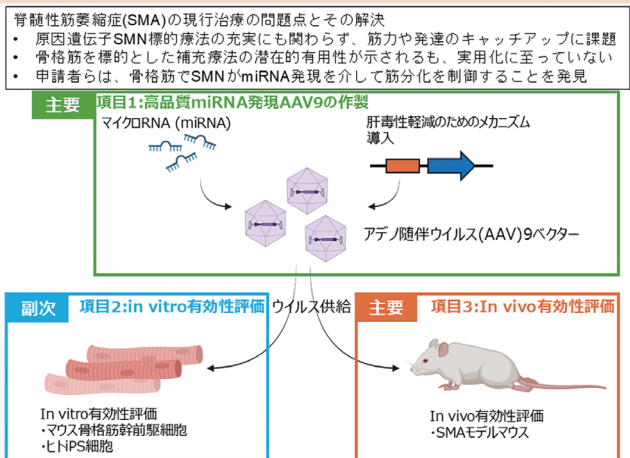 脊髄性筋萎縮症(SMA)の現行治療の問題点とその解決
• 原因遺伝子SMN標的療法の充実にも関わらず、筋力や発達のキャッチアップに課題
• 骨格筋を標的とした補充療法の潜在的有用性が示されるも、実用化に至っていない
• 申請者らは、骨格筋でSMNがmiRNA発現を介して筋分化を制御することを発見
主要 項目1:高品質miRNA発現AAV9の作製
マイクロRNA (miRNA)
肝毒性軽減のためのメカニズム
導入
アデノ随伴ウイルス(AAV)9ベクター
副次 項目2:in vitro有効性評価
ウイルス供給
主要 項目3:In vivo有効性評価
In vitro有効性評価
・マウス骨格筋幹前駆細胞
・ヒトiPS細胞
In vivo有効性評価
・SMAモデルマウス